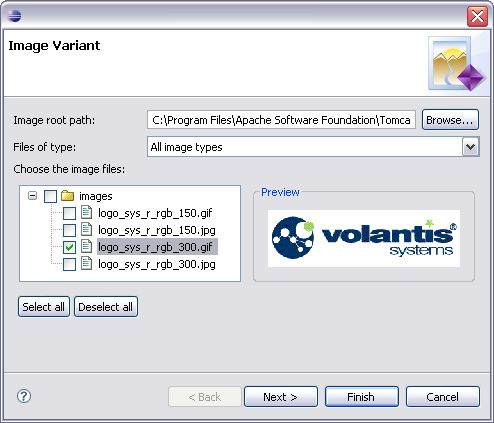 Image Variant
Image root path: C:\Program Files\Apache Software Foundation\Tomca Browse...
Files of type: All image types
Choose the image files:
images
logo_sys_r_rgb_150.gif
logo_sys_r_rgb_150.jpg
logo_sys_r_rgb_300.gif
logo_sys_r_rgb_300.jpg
Preview
volantis®
systems
Select all Deselect all
? < Back Next > Finish Cancel